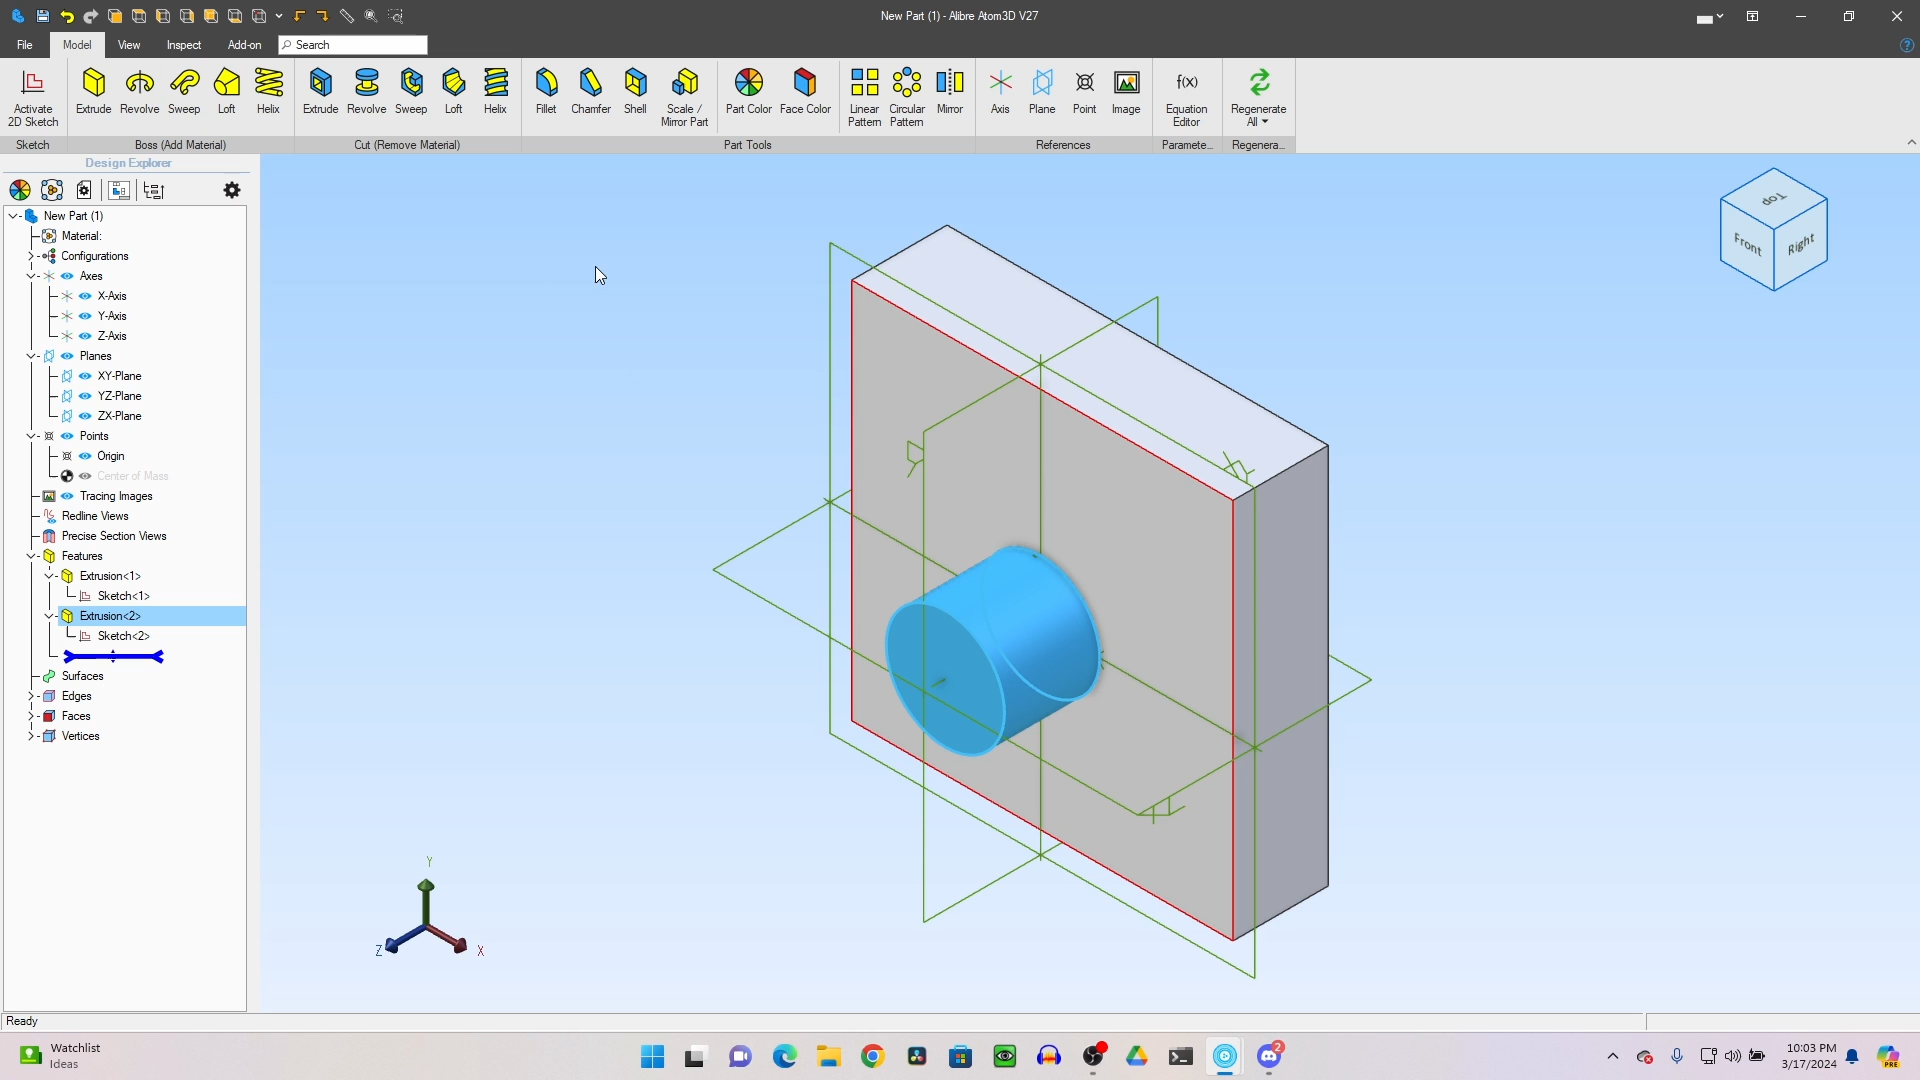 New Part (1) - Alibre Atom3D V27
File Model View Inspect Add-on Search
Activate 2D Sketch
Extrude Revolve Sweep Loft Helix
Extrude Revolve Sweep Loft Helix
Fillet Chamfer Shell Scale / Mirror Part
Part Color Face Color
Linear Pattern Circular Pattern Mirror
Axis Plane Point Image
f(x)
Equation Editor
Regenerate All
Sketch Boss (Add Material) Cut (Remove Material) Part Tools References Paramete... Regenera...
Design Explorer
New Part (1)
Material:
Configurations
Axes
X-Axis
Y-Axis
Z-Axis
Planes
XY-Plane
YZ-Plane
ZX-Plane
Points
Origin
Center of Mass
Tracing Images
Redline Views
Precise Section Views
Features
Extrusion<1>
Sketch<1>
Extrusion<2>
Sketch<2>
Surfaces
Edges
Faces
Vertices
Top
Front
Right
Y
Z
X
Ready
Watchlist
Ideas
2
10:03 PM
3/17/2024
PRE